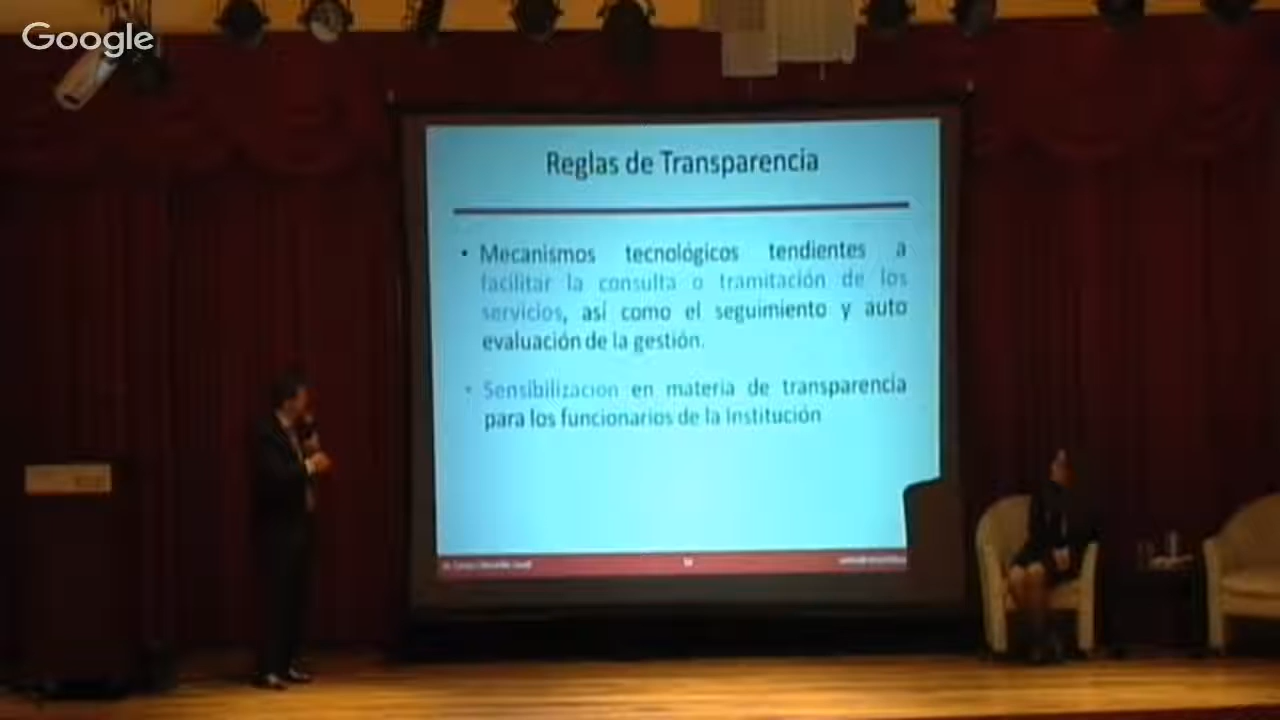 Google
Reglas de Transparencia
• Mecanismos tecnológicos tendientes a
facilitar la consulta o tramitación de los
servicios, así como el seguimiento y auto
evaluación de la gestión.
• Sensibilizacion en materia de transparencia
para los funcionarios de la Institución